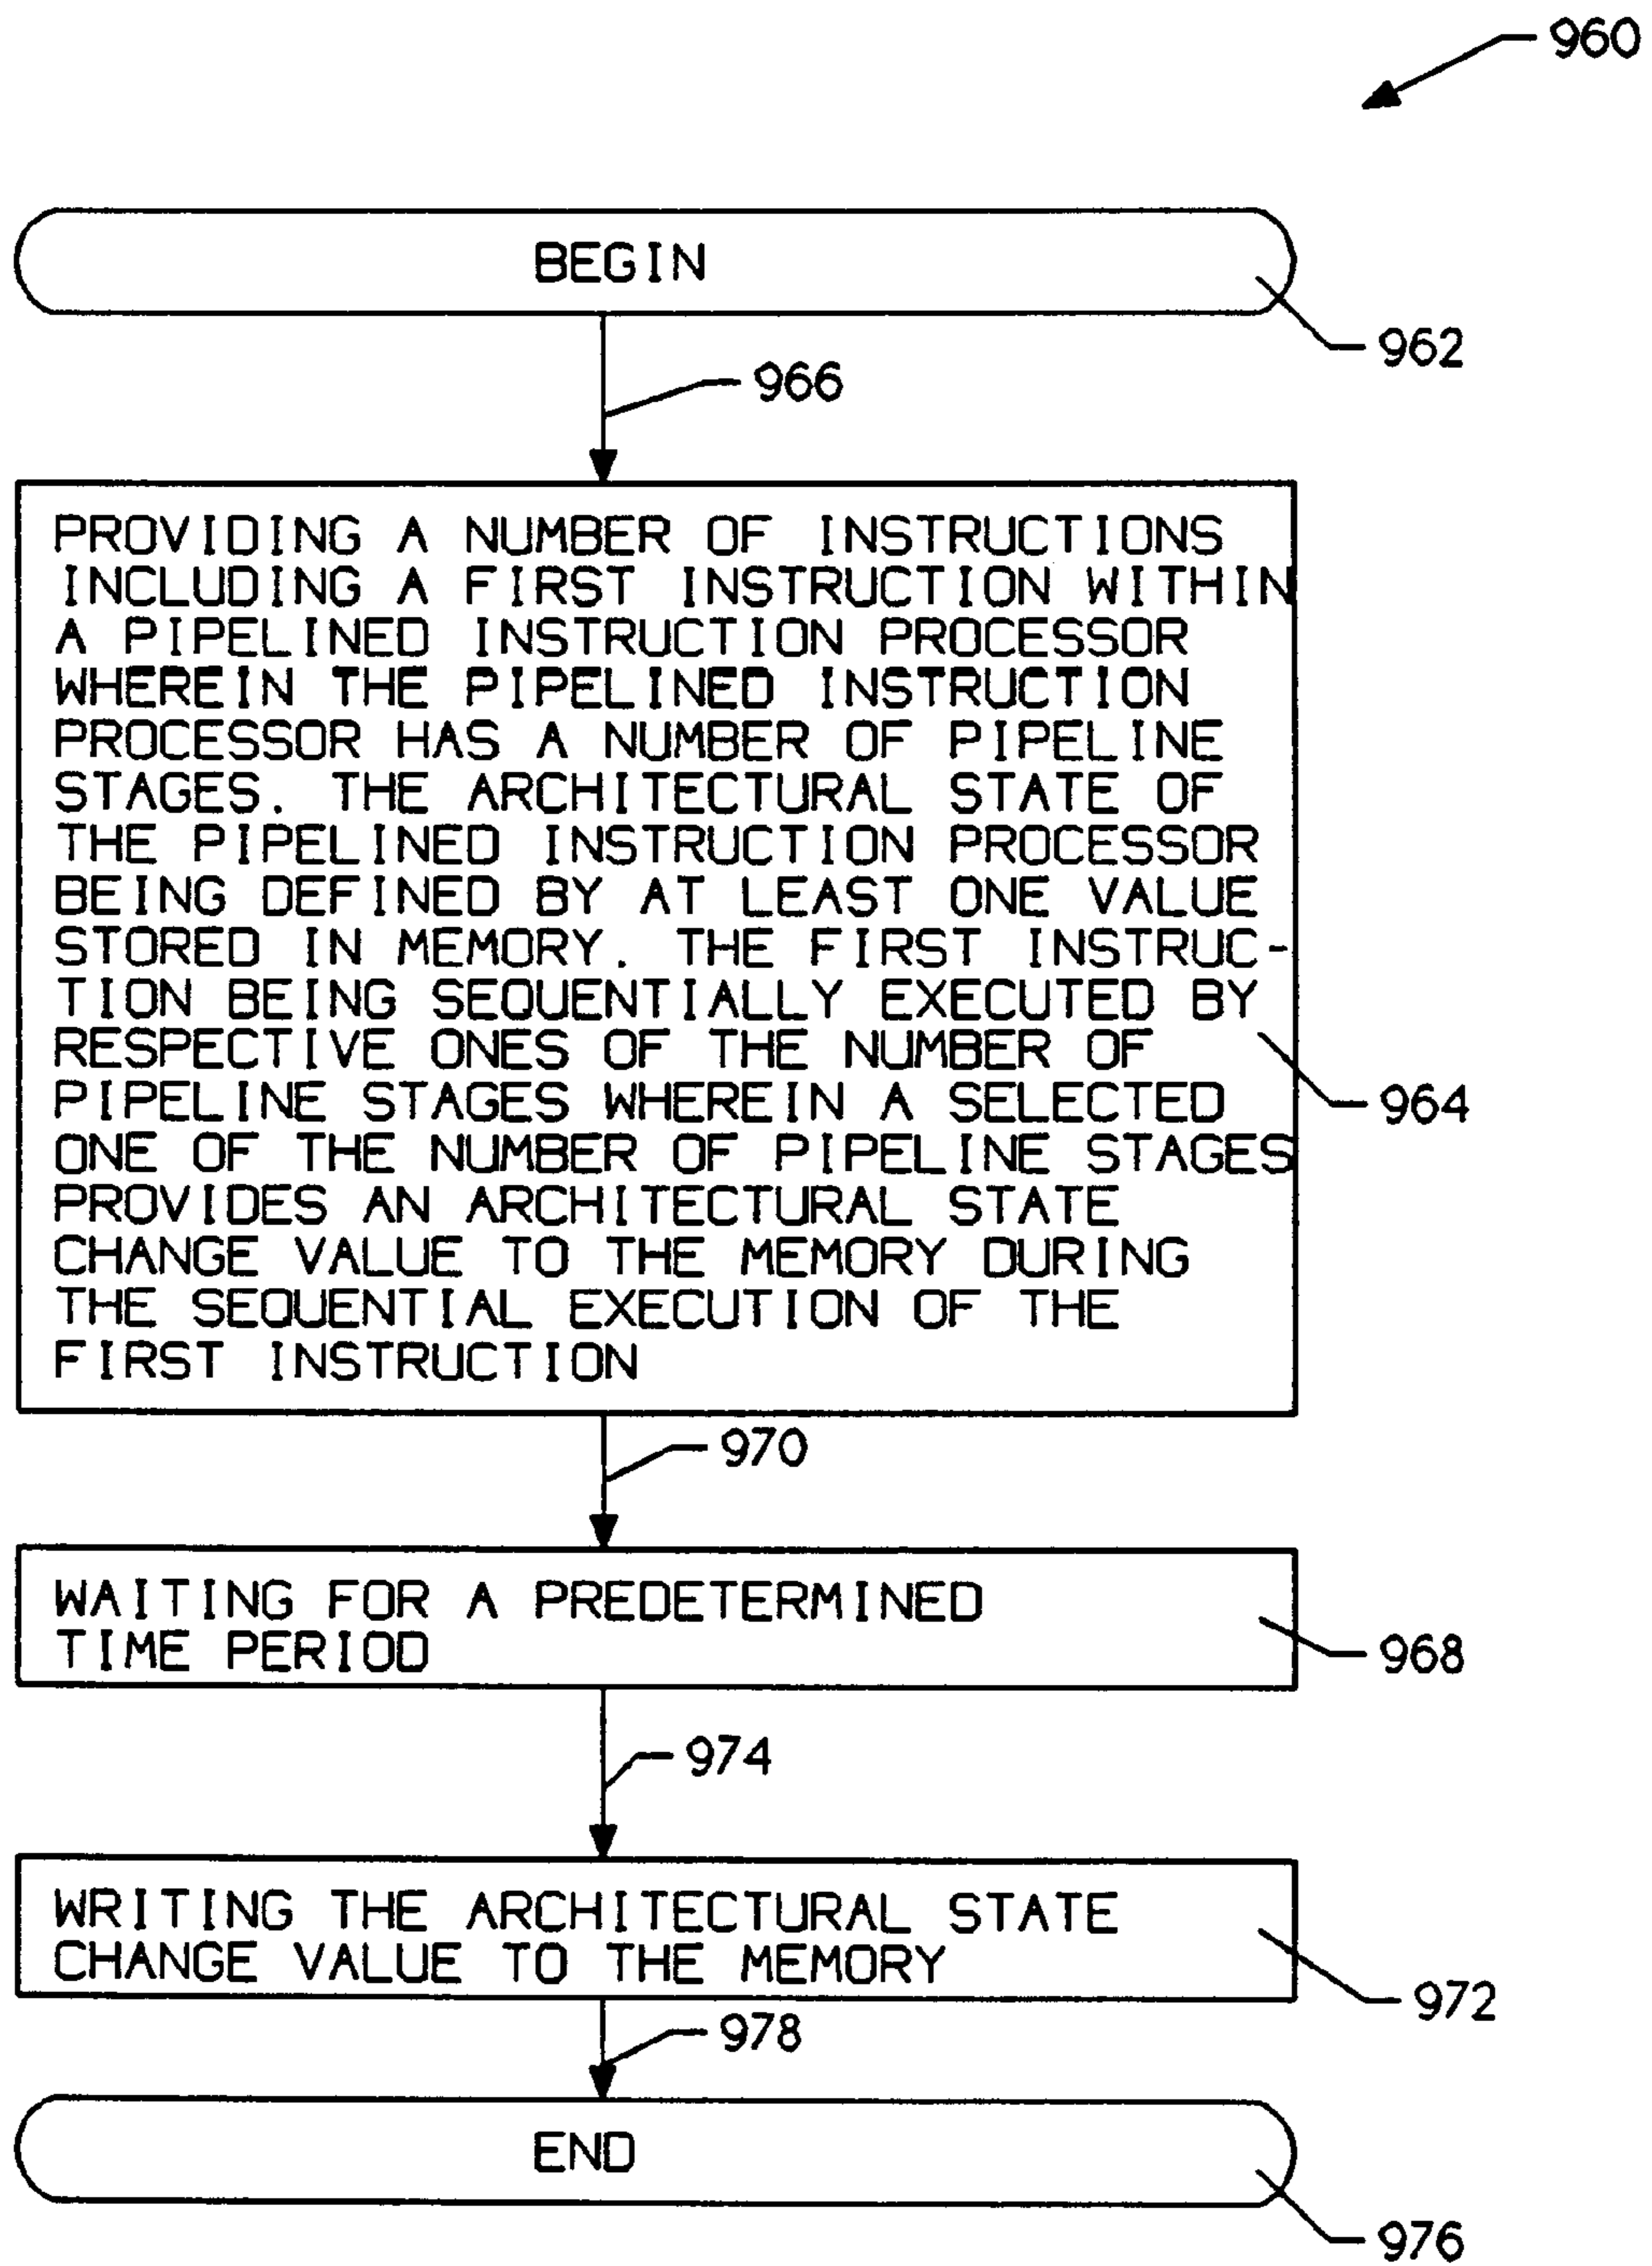 960
BEGIN
962
966
PROVIDING A NUMBER OF INSTRUCTIONS
INCLUDING A FIRST INSTRUCTION WITHIN
A PIPELINED INSTRUCTION PROCESSOR
WHEREIN THE PIPELINED INSTRUCTION
PROCESSOR HAS A NUMBER OF PIPELINE
STAGES. THE ARCHITECTURAL STATE OF
THE PIPELINED INSTRUCTION PROCESSOR
BEING DEFINED BY AT LEAST ONE VALUE
STORED IN MEMORY. THE FIRST INSTRUC-
TION BEING SEQUENTIALLY EXECUTED BY
RESPECTIVE ONES OF THE NUMBER OF
PIPELINE STAGES WHEREIN A SELECTED
ONE OF THE NUMBER OF PIPELINE STAGES
PROVIDES AN ARCHITECTURAL STATE
CHANGE VALUE TO THE MEMORY DURING
THE SEQUENTIAL EXECUTION OF THE
FIRST INSTRUCTION
964
970
WAITING FOR A PREDETERMINED
TIME PERIOD
968
974
WRITING THE ARCHITECTURAL STATE
CHANGE VALUE TO THE MEMORY
972
978
END
976